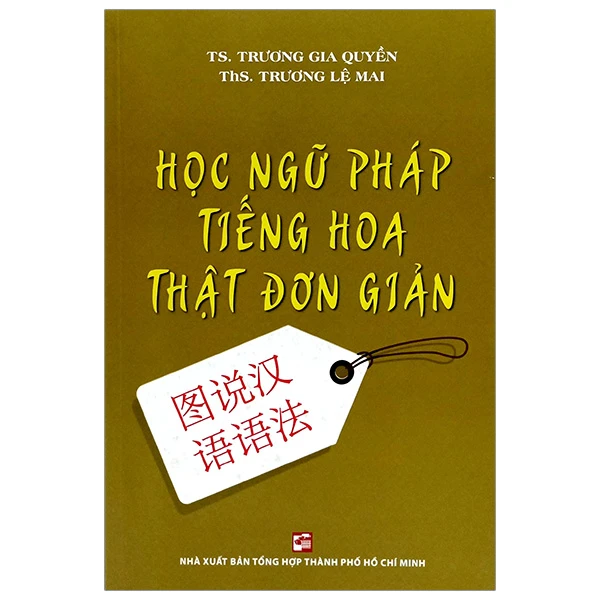 TS. TRƯƠNG GIA QUYỀN
ThS. TRƯƠNG LỆ MAI
HỌC NGỮ PHÁP
TIẾNG HOA
THẬT ĐƠN GIẢN
图说汉
语语法
NHÀ XUẤT BẢN TỔNG HỢP THÀNH PHỐ HỒ CHÍ MINH